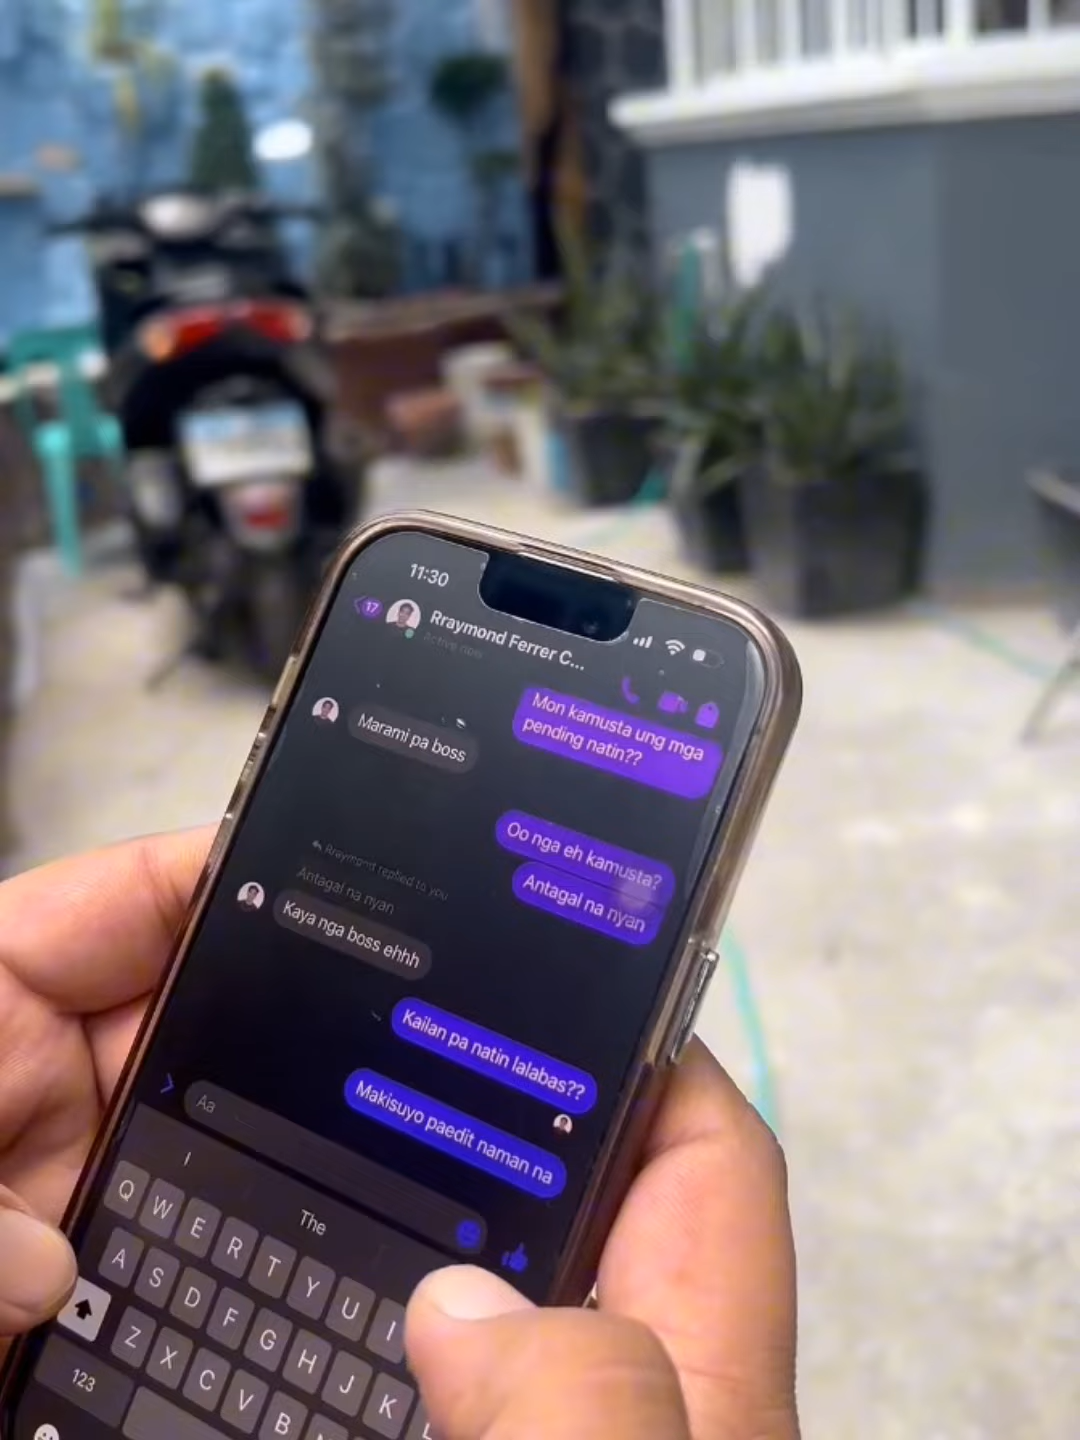 11:30
17
Rraymond Ferrer C...
Active now
Mon kamusta ung mga
pending natin??
Marami pa boss
Oo nga eh kamusta?
Antagal na nyan
Rraymond replied to you
Antagal na nyan
Kaya nga boss ehhh
Kailan pa natin lalabas??
Makisuyo paedit naman na
Aa
I
The
Q W E R T Y U I
A S D F G H J K L
Z X C V B
123